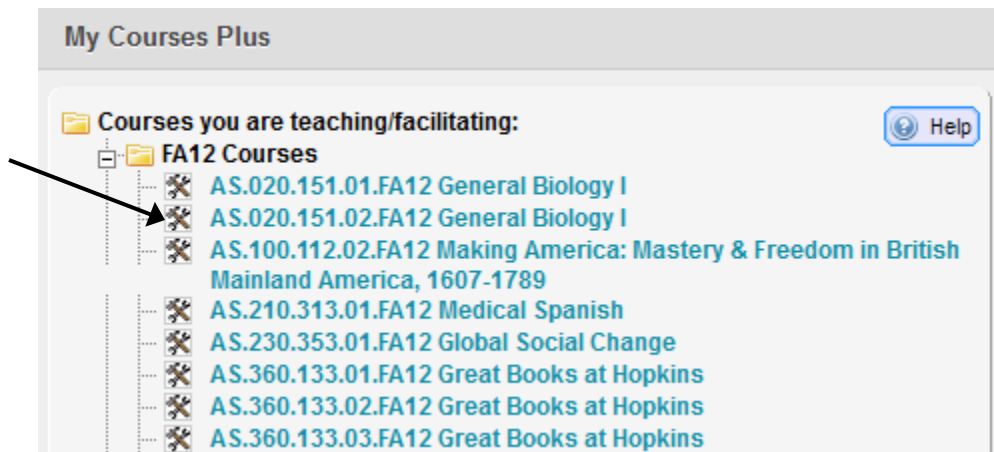 My Courses Plus
Courses you are teaching/facilitating:
Help
FA12 Courses
AS.020.151.01.FA12 General Biology I
AS.020.151.02.FA12 General Biology I
AS.100.112.02.FA12 Making America: Mastery & Freedom in British
Mainland America, 1607-1789
AS.210.313.01.FA12 Medical Spanish
AS.230.353.01.FA12 Global Social Change
AS.360.133.01.FA12 Great Books at Hopkins
AS.360.133.02.FA12 Great Books at Hopkins
AS.360.133.03.FA12 Great Books at Hopkins